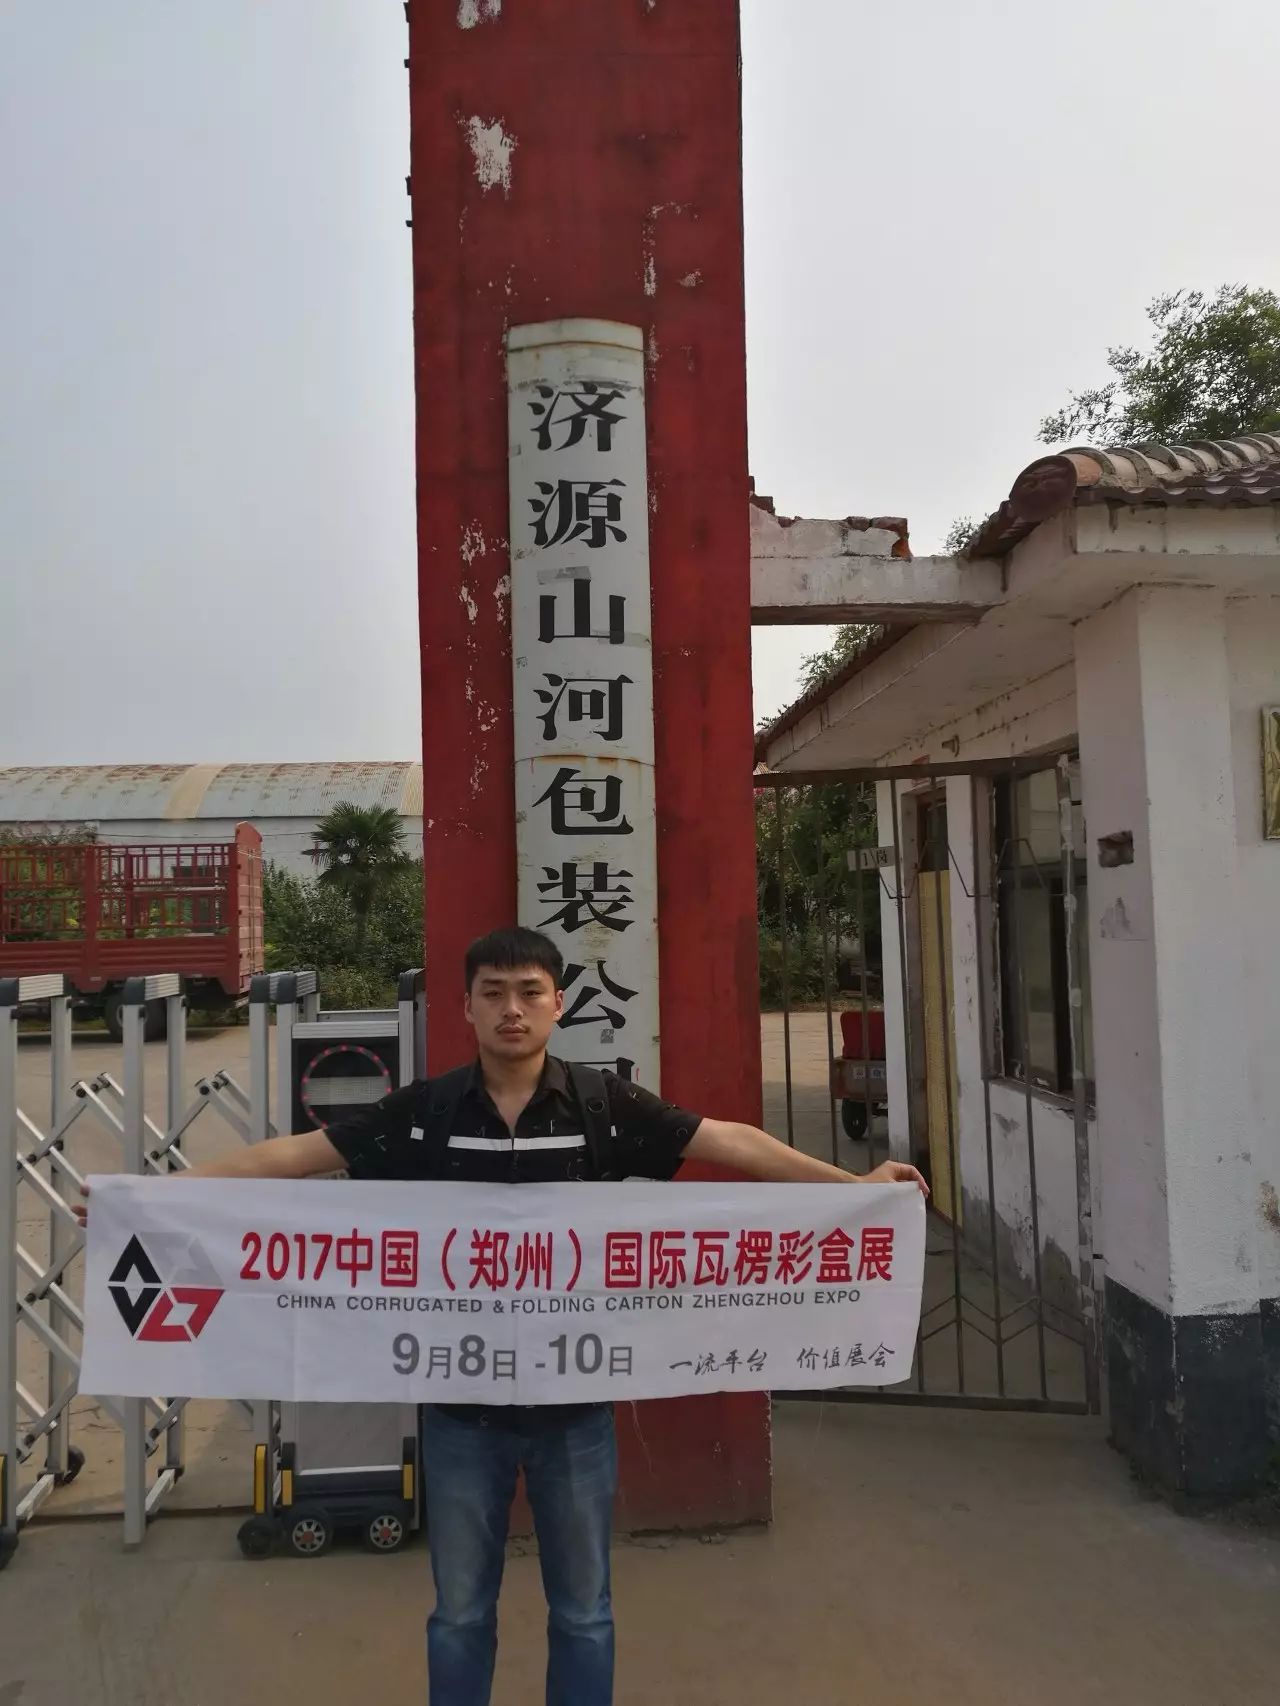 济源山河包装公司
2017中国（郑州）国际瓦楞彩盒展
CHINA CORRUGATED & FOLDING CARTON ZHENGZHOU EXPO
9月8日 -10日
一流平台 价值展会